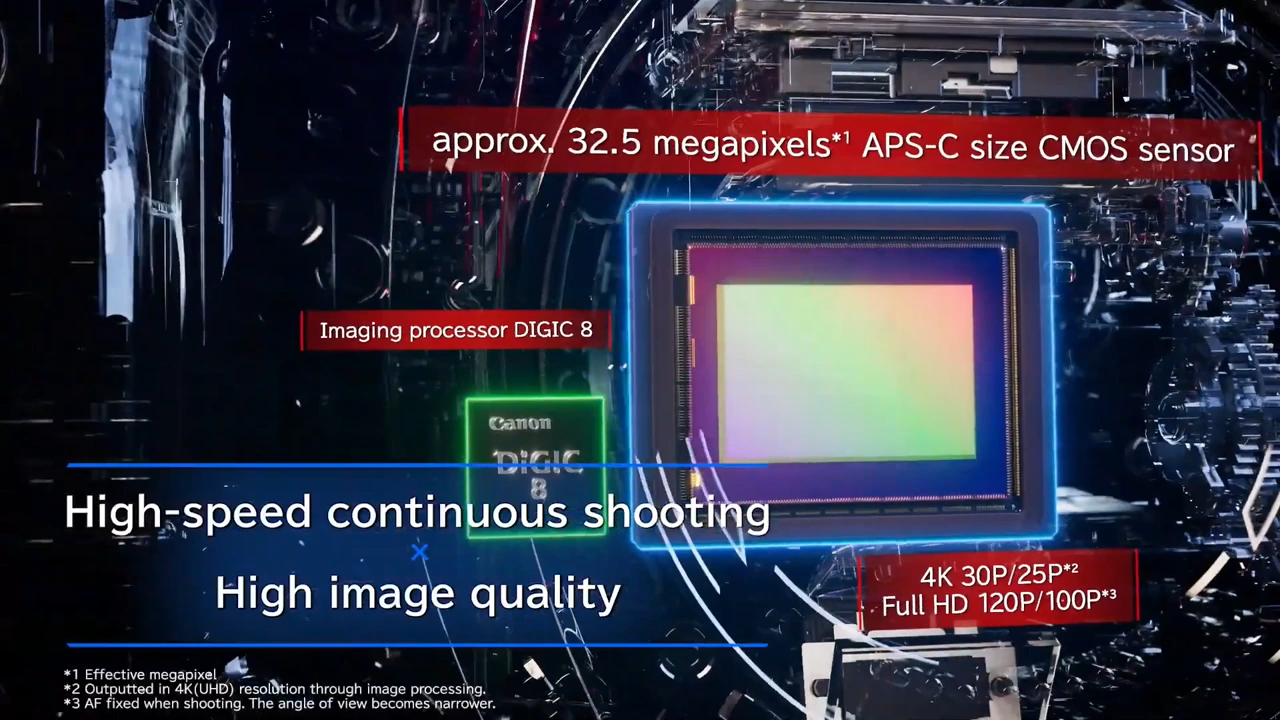 approx. 32.5 megapixels*1 APS-C size CMOS sensor
Imaging processor DIGIC 8
Canon
DIGIC
8
High-speed continuous shooting
×
High image quality
4K 30P/25P*2
Full HD 120P/100P*3
*1 Effective megapixel
*2 Outputted in 4K(UHD) resolution through image processing.
*3 AF fixed when shooting. The angle of view becomes narrower.